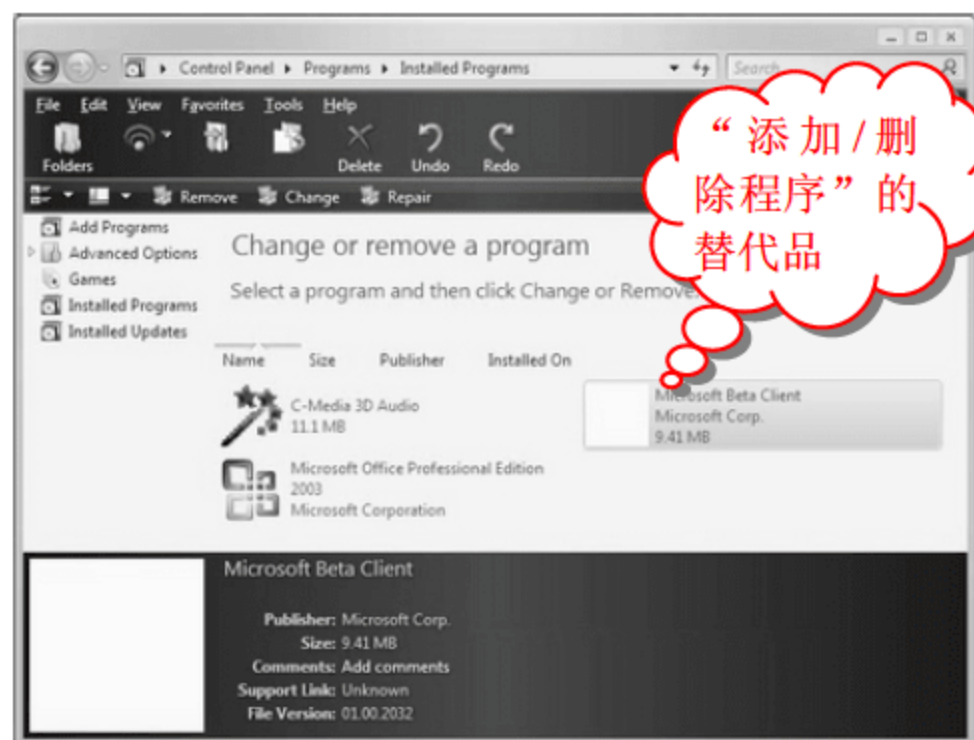 Control Panel ▸ Programs ▸ Installed Programs
Search
File Edit View Favorites Tools Help
Folders Delete Undo Redo
Remove Change Repair
“添加/删
除程序”的
替代品
Add Programs
Advanced Options
Games
Installed Programs
Installed Updates
Change or remove a program
Select a program and then click Change or Remove.
Name Size Publisher Installed On
C-Media 3D Audio
11.1 MB
Microsoft Beta Client
Microsoft Corp.
9.41 MB
Microsoft Office Professional Edition
2003
Microsoft Corporation
Microsoft Beta Client
Publisher: Microsoft Corp.
Size: 9.41 MB
Comments: Add comments
Support Link: Unknown
File Version: 01.00.2032